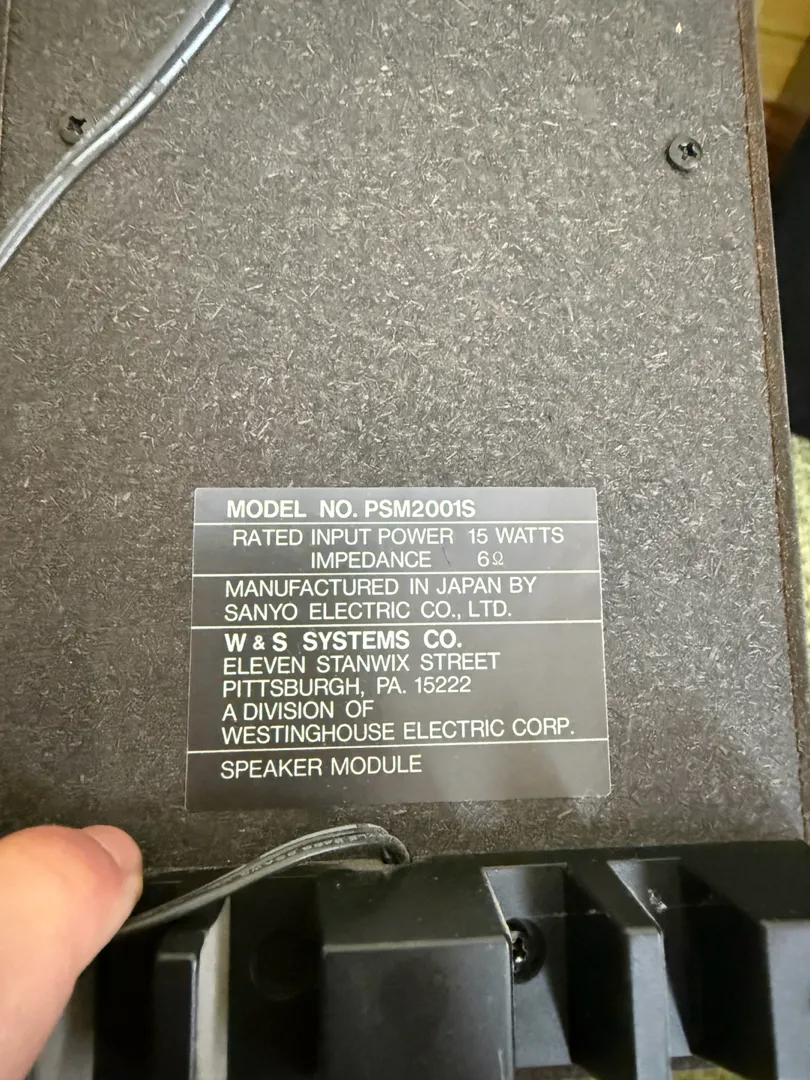 MODEL NO. PSM2001S
RATED INPUT POWER 15 WATTS
IMPEDANCE 6Ω
MANUFACTURED IN JAPAN BY
SANYO ELECTRIC CO., LTD.
W & S SYSTEMS CO.
ELEVEN STANWIX STREET
PITTSBURGH, PA. 15222
A DIVISION OF
WESTINGHOUSE ELECTRIC CORP.
SPEAKER MODULE